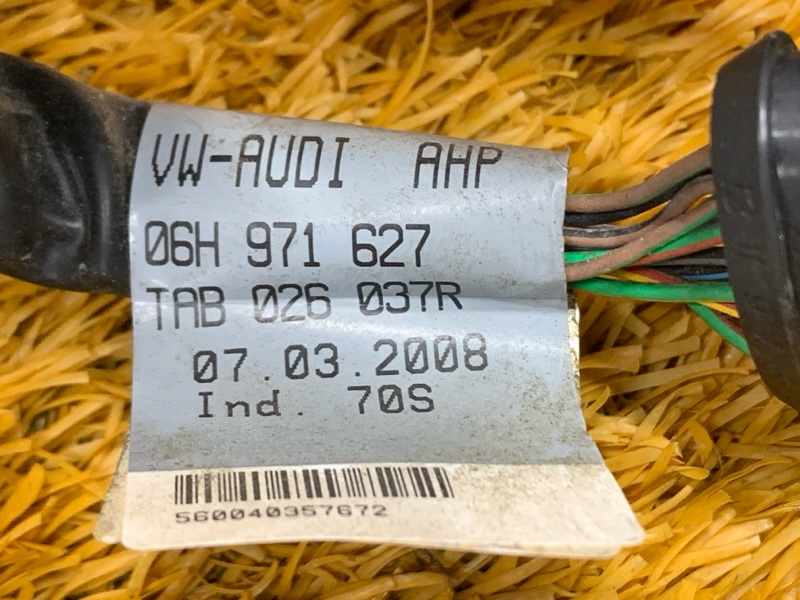 VW-AUDI AHP
06H 971 627
TAB 026 037R
07.03.2008
Ind. 70S
560040357672